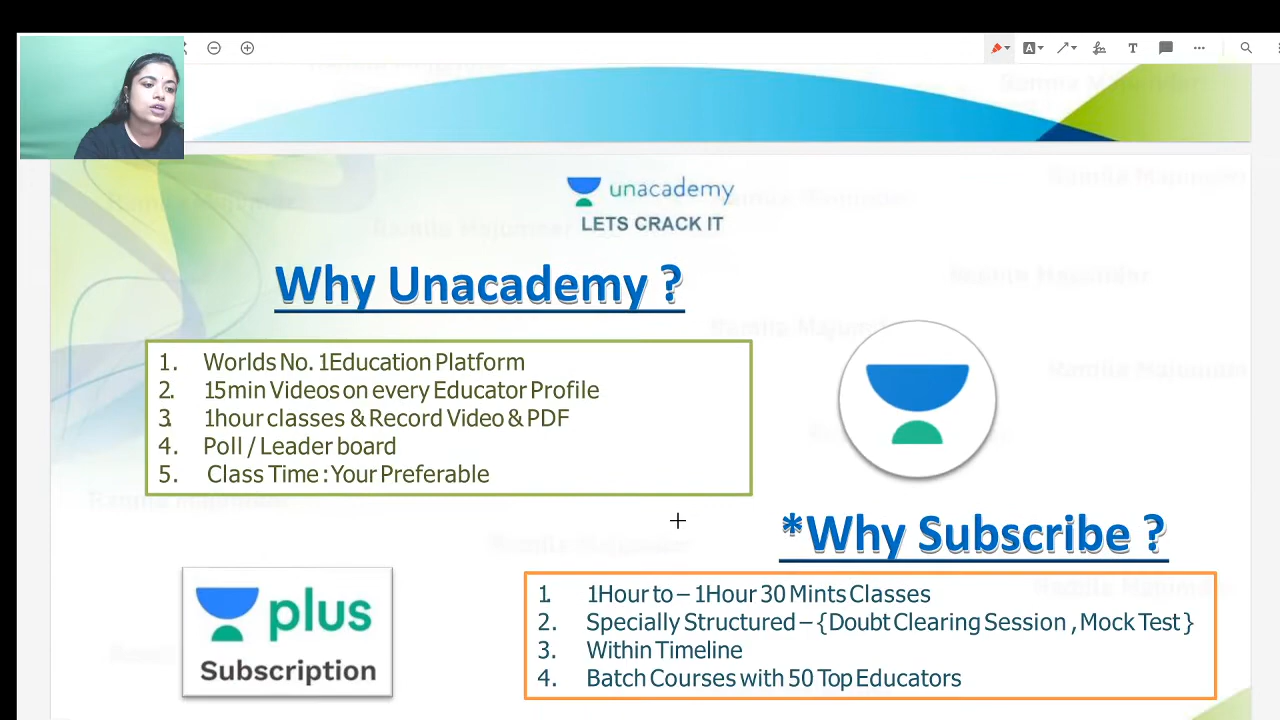 unacademy
LETS CRACK IT
Why Unacademy ?
1. Worlds No. 1Education Platform
2. 15min Videos on every Educator Profile
3. 1hour classes & Record Video & PDF
4. Poll / Leader board
5. Class Time : Your Preferable
*Why Subscribe ?
plus
Subscription
1. 1Hour to – 1Hour 30 Mints Classes
2. Specially Structured – {Doubt Clearing Session , Mock Test}
3. Within Timeline
4. Batch Courses with 50 Top Educators